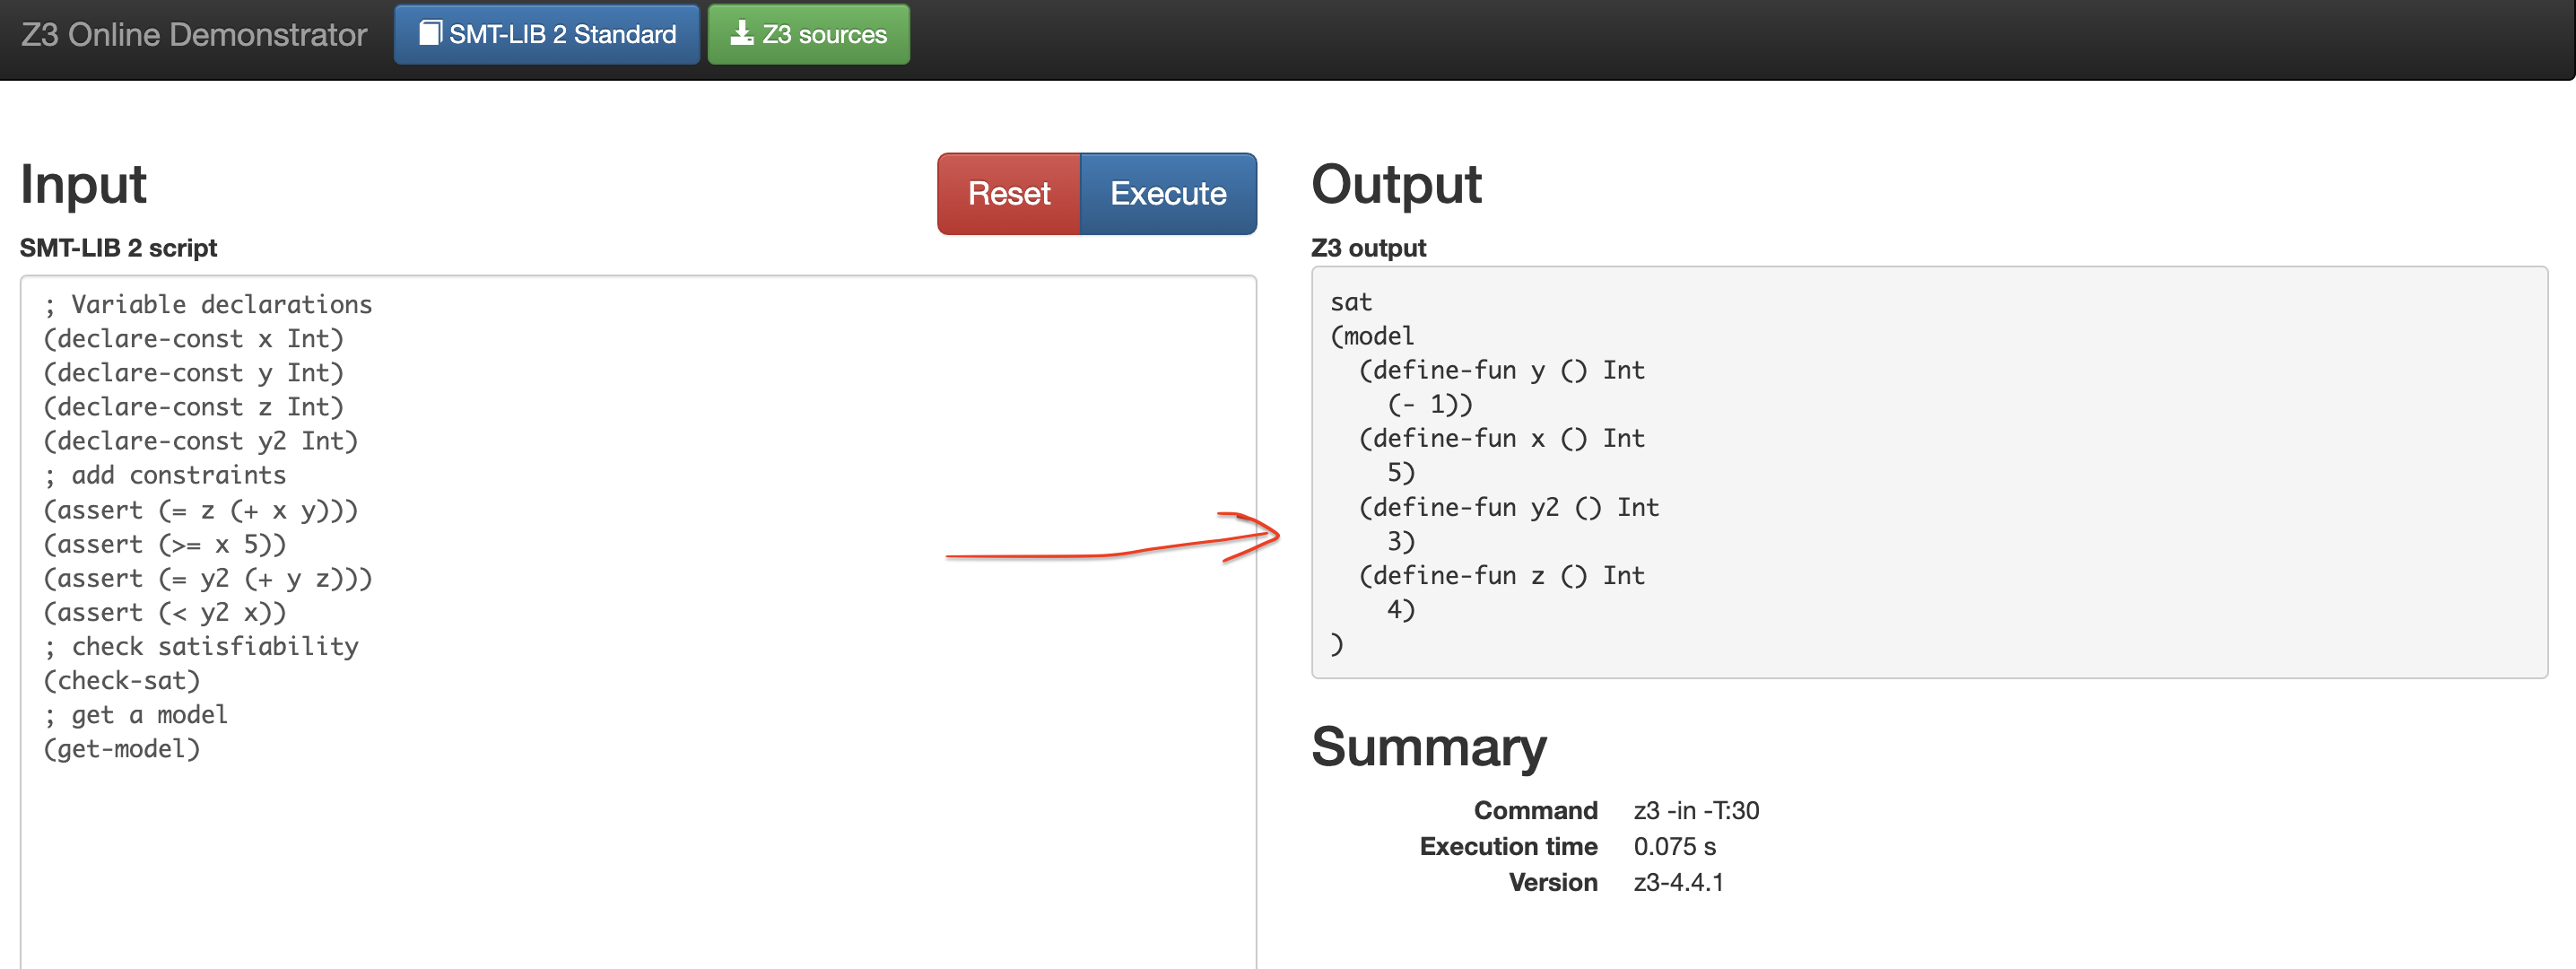 Z3 Online Demonstrator
SMT-LIB 2 Standard
Z3 sources
Input
Reset
Execute
SMT-LIB 2 script
; Variable declarations
(declare-const x Int)
(declare-const y Int)
(declare-const z Int)
(declare-const y2 Int)
; add constraints
(assert (= z (+ x y)))
(assert (>= x 5))
(assert (= y2 (+ y z)))
(assert (< y2 x))
; check satisfiability
(check-sat)
; get a model
(get-model)
Output
Z3 output
sat
(model
  (define-fun y () Int
    (- 1))
  (define-fun x () Int
    5)
  (define-fun y2 () Int
    3)
  (define-fun z () Int
    4)
)
Summary
Command z3 -in -T:30
Execution time 0.075 s
Version z3-4.4.1